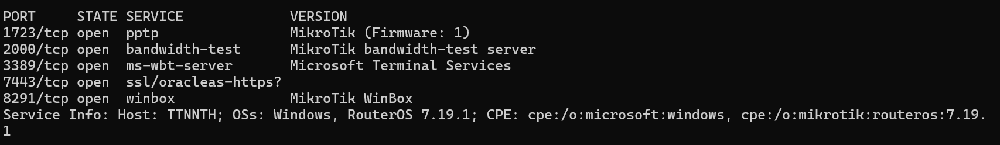 PORT     STATE SERVICE             VERSION
1723/tcp open  pptp                MikroTik (Firmware: 1)
2000/tcp open  bandwidth-test      MikroTik bandwidth-test server
3389/tcp open  ms-wbt-server       Microsoft Terminal Services
7443/tcp open  ssl/oracleas-https?
8291/tcp open  winbox              MikroTik WinBox
Service Info: Host: TTNNTH; OSs: Windows, RouterOS 7.19.1; CPE: cpe:/o:microsoft:windows, cpe:/o:mikrotik:routeros:7.19.
1